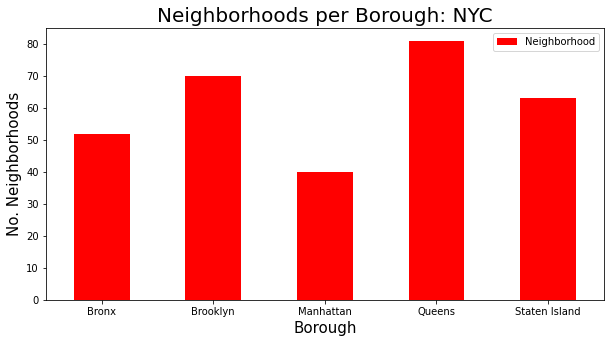 Neighborhoods per Borough: NYC
Neighborhood
No. Neighborhoods
80
70
60
50
40
30
20
10
0
Bronx Brooklyn Manhattan Queens Staten Island
Borough